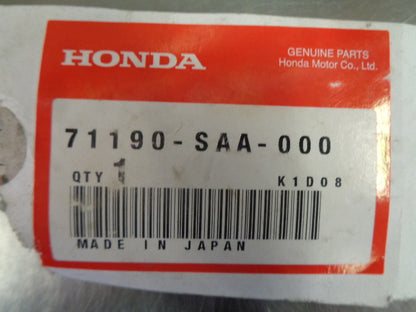 HONDA
GENUINE PARTS
Honda Motor Co., Ltd.
71190-SAA-000
QTY 1
K1D08
MADE IN JAPAN